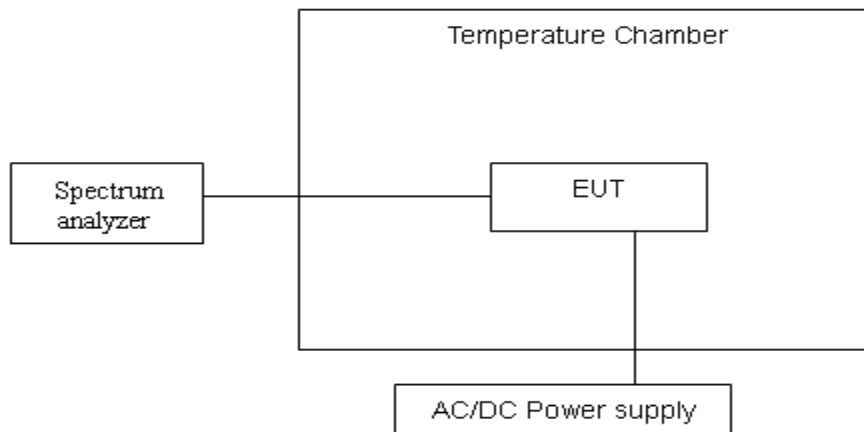 Temperature Chamber
Spectrum
analyzer
EUT
AC/DC Power supply